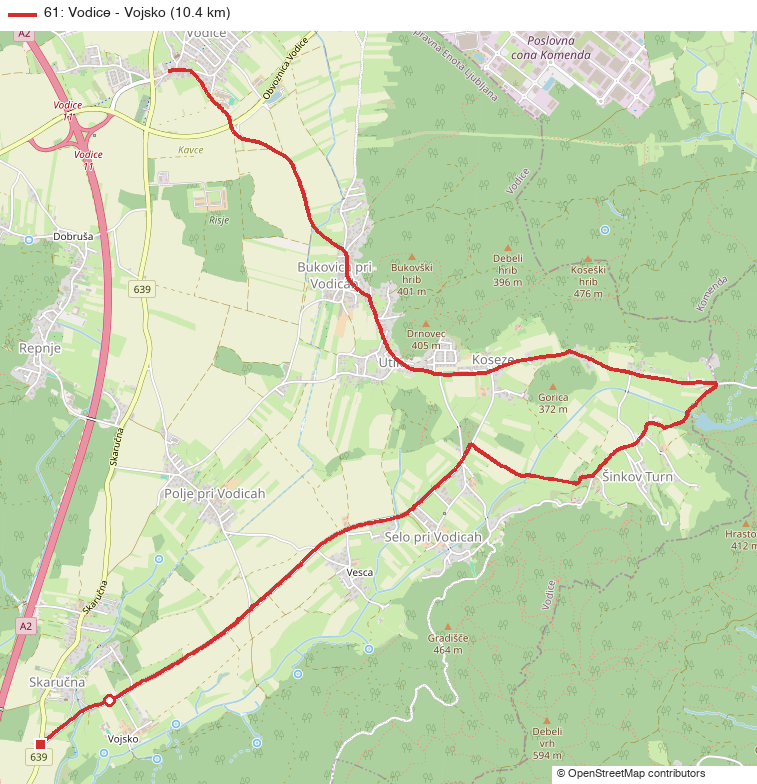 61: Vodice - Vojsko (10.4 km)
A2
Vodice
Poslovna
cona Komenda
Obvoznica Vodice
Vodice
11
Vodice
11
Kavce
Vodice
Risje
Dobruša
639
Bukovica pri
Vodicah
Bukovški
hrib
401 m
Debeli
hrib
396 m
Koseški
hrib
476 m
Komenda
Drnovec
405 m
Repnje
Utik
Koseze
Gorica
372 m
Skaručna
Polje pri Vodicah
Šinkov Turn
Selo pri Vodicah
Hrasto
412 m
Vesca
Vodice
Skaručna
A2
Gradišče
464 m
Skaručna
Vojsko
Debeli
vrh
594 m
639
© OpenStreetMap contributors